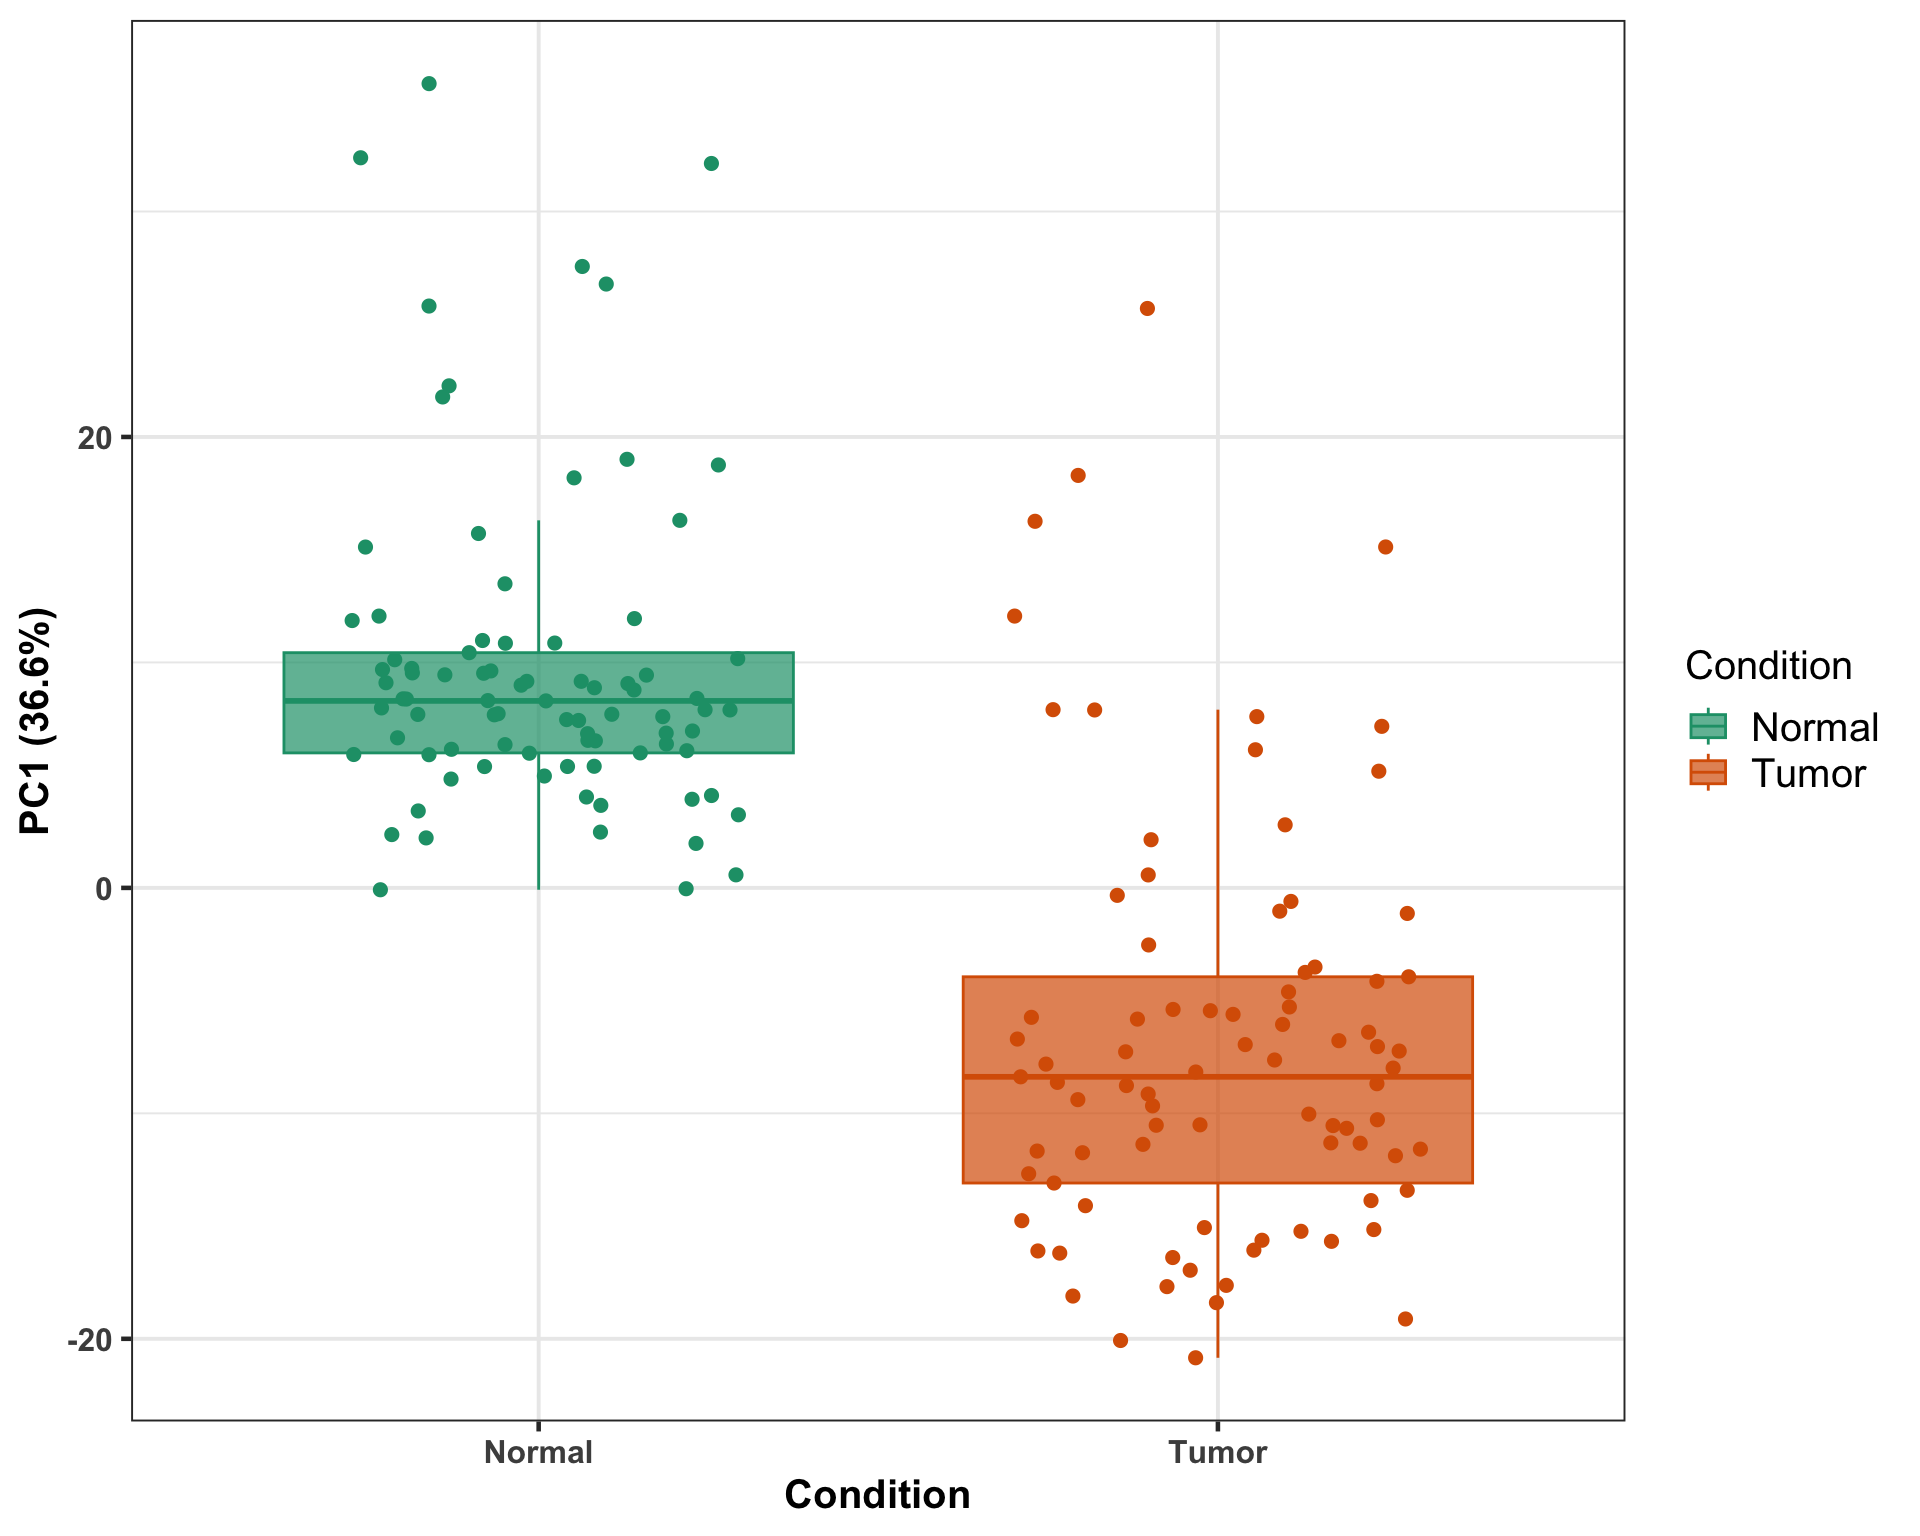 PC1 (36.6%)
20
0
-20
Normal
Tumor
Condition
Condition
Normal
Tumor